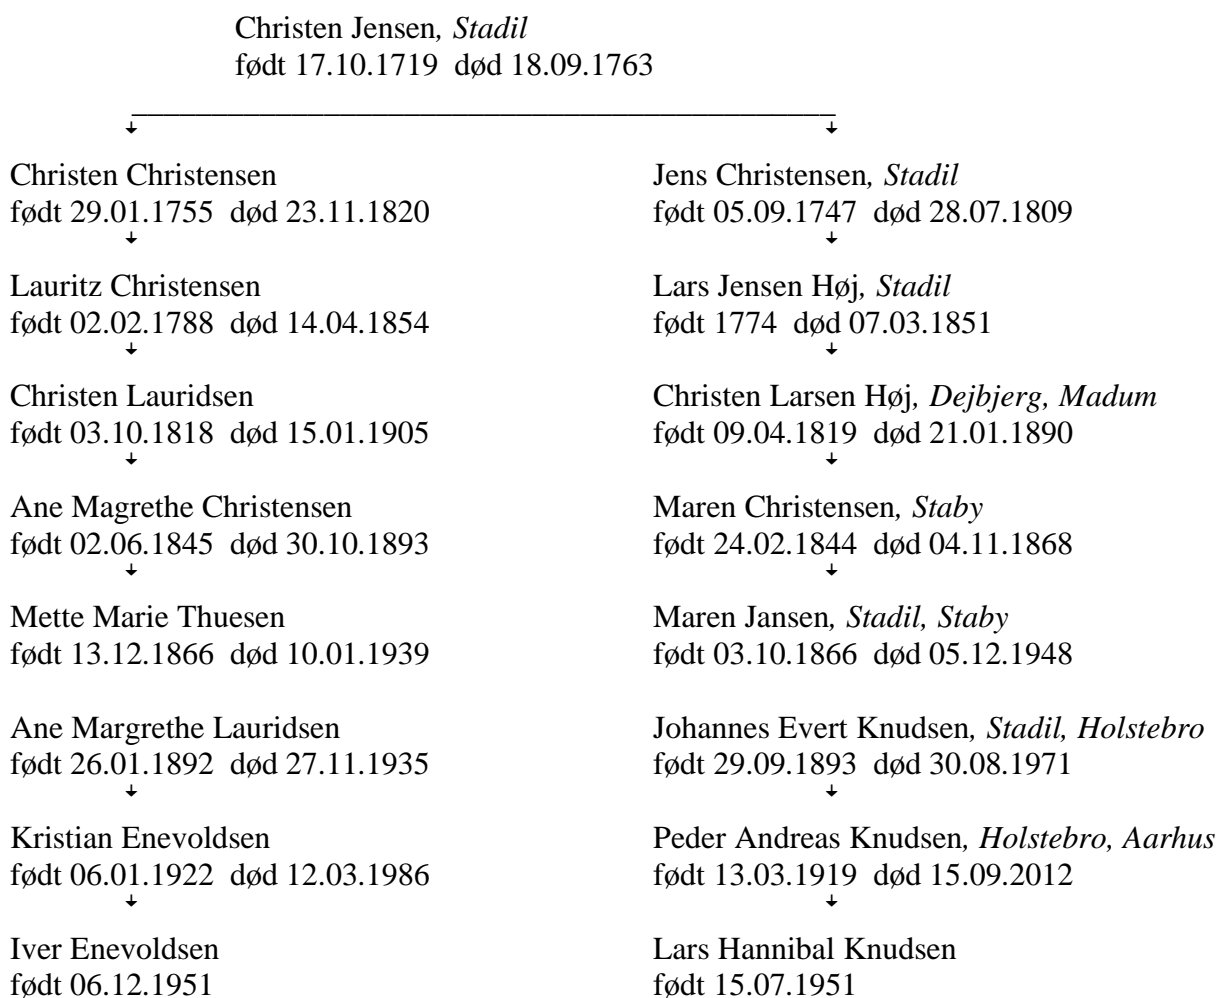 Christen Jensen, Stadil
født 17.10.1719 død 18.09.1763
Christen Christensen
født 29.01.1755 død 23.11.1820
Lauritz Christensen
født 02.02.1788 død 14.04.1854
Christen Lauridsen
født 03.10.1818 død 15.01.1905
Ane Magrethe Christensen
født 02.06.1845 død 30.10.1893
Mette Marie Thuesen
født 13.12.1866 død 10.01.1939
Ane Margrethe Lauridsen
født 26.01.1892 død 27.11.1935
Kristian Enevoldsen
født 06.01.1922 død 12.03.1986
Iver Enevoldsen
født 06.12.1951
Jens Christensen, Stadil
født 05.09.1747 død 28.07.1809
Lars Jensen Høj, Stadil
født 1774 død 07.03.1851
Christen Larsen Høj, Dejbjerg, Madum
født 09.04.1819 død 21.01.1890
Maren Christensen, Staby
født 24.02.1844 død 04.11.1868
Maren Jansen, Stadil, Staby
født 03.10.1866 død 05.12.1948
Johannes Evert Knudsen, Stadil, Holstebro
født 29.09.1893 død 30.08.1971
Peder Andreas Knudsen, Holstebro, Aarhus
født 13.03.1919 død 15.09.2012
Lars Hannibal Knudsen
født 15.07.1951